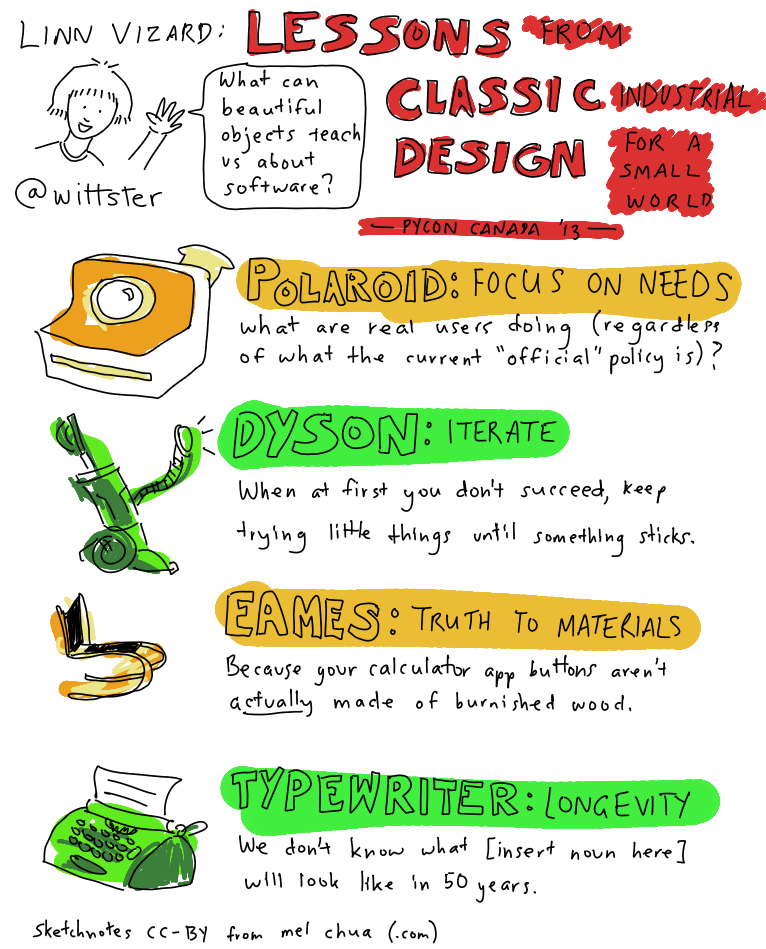 LINN VIZARD: LESSONS FROM
CLASSIC INDUSTRIAL
DESIGN FOR A
SMALL
WORLD
— PYCON CANADA '13 —
What can
beautiful
objects teach
us about
software?
@wittster
POLAROID: FOCUS ON NEEDS
what are real users doing (regardless
of what the current "official" policy is)?
DYSON: ITERATE
When at first you don't succeed, keep
trying little things until something sticks.
EAMES: TRUTH TO MATERIALS
Because your calculator app buttons aren't
actually made of burnished wood.
TYPEWRITER: LONGEVITY
We don't know what [insert noun here]
will look like in 50 years.
sketchnotes CC-BY from mel chua (.com)